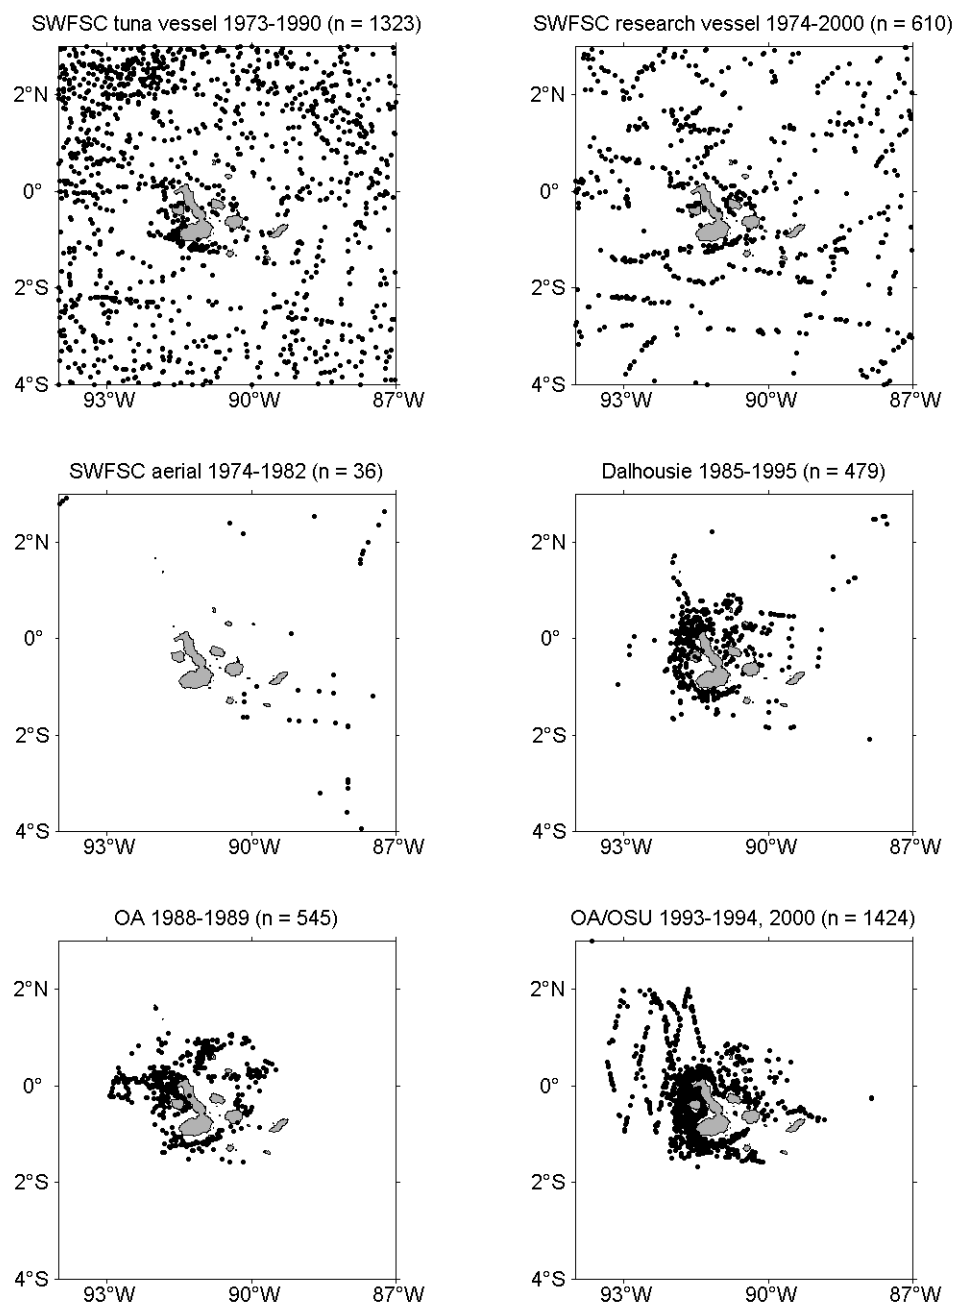 SWFSC tuna vessel 1973-1990 (n = 1323)
2°N
0°
2°S
4°S
93°W 90°W 87°W
SWFSC research vessel 1974-2000 (n = 610)
2°N
0°
2°S
4°S
93°W 90°W 87°W
SWFSC aerial 1974-1982 (n = 36)
2°N
0°
2°S
4°S
93°W 90°W 87°W
Dalhousie 1985-1995 (n = 479)
2°N
0°
2°S
4°S
93°W 90°W 87°W
OA 1988-1989 (n = 545)
2°N
0°
2°S
4°S
93°W 90°W 87°W
OA/OSU 1993-1994, 2000 (n = 1424)
2°N
0°
2°S
4°S
93°W 90°W 87°W